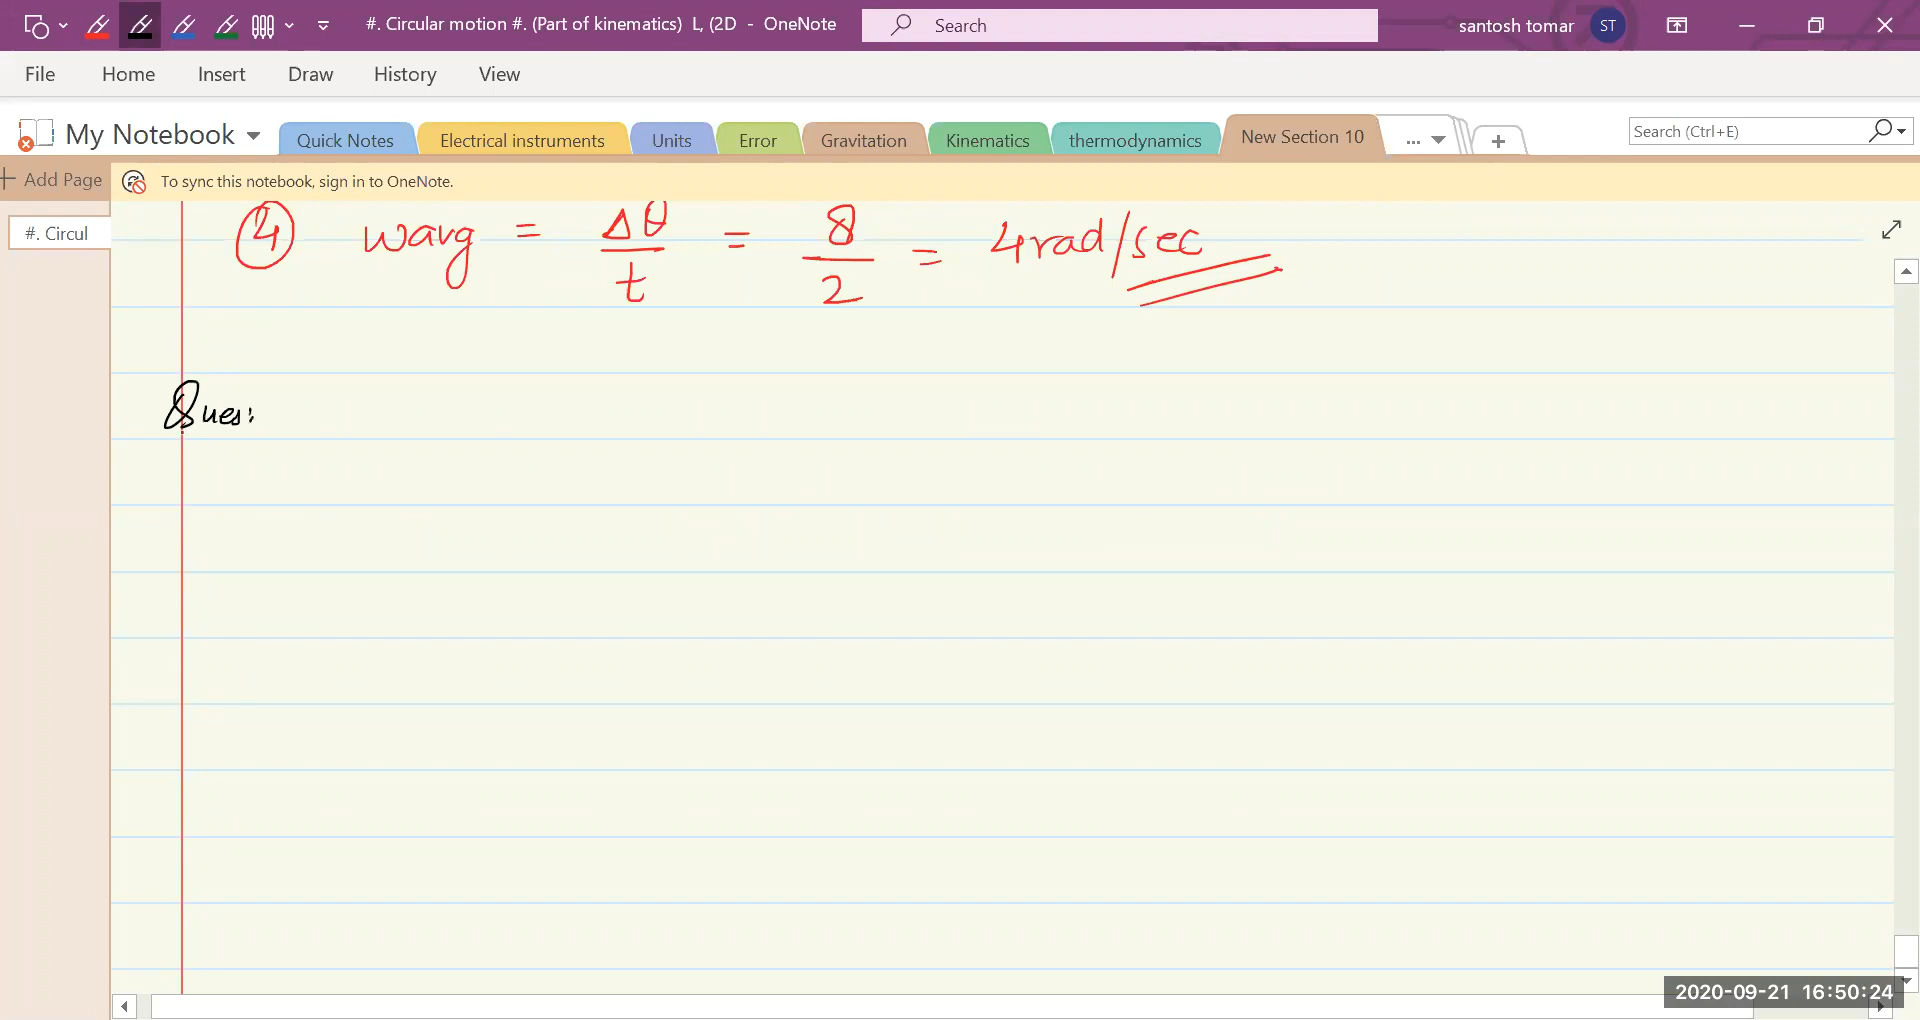 #. Circular motion #. (Part of kinematics) L, (2D - OneNote
Search
santosh tomar
ST
File Home Insert Draw History View
My Notebook
Quick Notes
Electrical instruments
Units
Error
Gravitation
Kinematics
thermodynamics
New Section 10
...
Search (Ctrl+E)
Add Page
To sync this notebook, sign in to OneNote.
#. Circul
④ wavg = Δθ/t = 8/2 = 4rad/sec
Ques:
2020-09-21 16:50:24